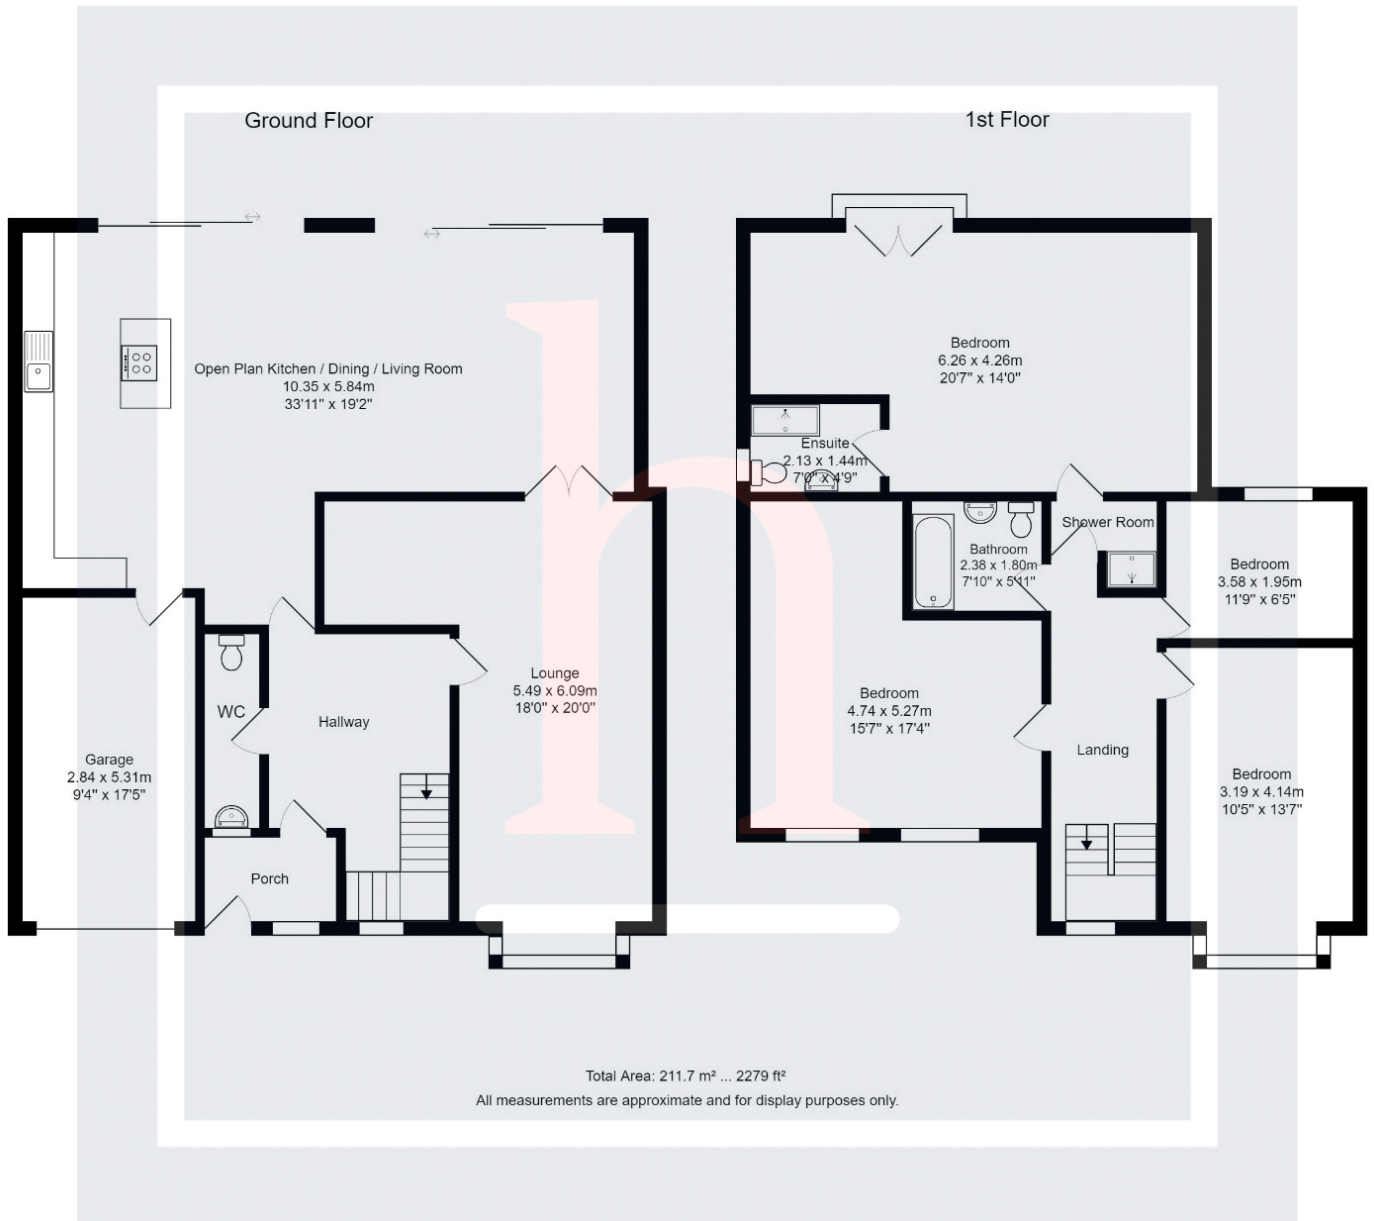 Ground Floor
1st Floor
Open Plan Kitchen / Dining / Living Room
10.35 x 5.84m
33'11" x 19'2"
Bedroom
6.26 x 4.26m
20'7" x 14'0"
Ensuite
2.13 x 1.44m
7'0" x 4'9"
Shower Room
Bathroom
2.38 x 1.80m
7'10" x 5'11"
Bedroom
3.58 x 1.95m
11'9" x 6'5"
Lounge
5.49 x 6.09m
18'0" x 20'0"
WC
Hallway
Bedroom
4.74 x 5.27m
15'7" x 17'4"
Landing
Garage
2.84 x 5.31m
9'4" x 17'5"
Bedroom
3.19 x 4.14m
10'5" x 13'7"
Porch
h
Total Area: 211.7 m² ... 2279 ft²
All measurements are approximate and for display purposes only.